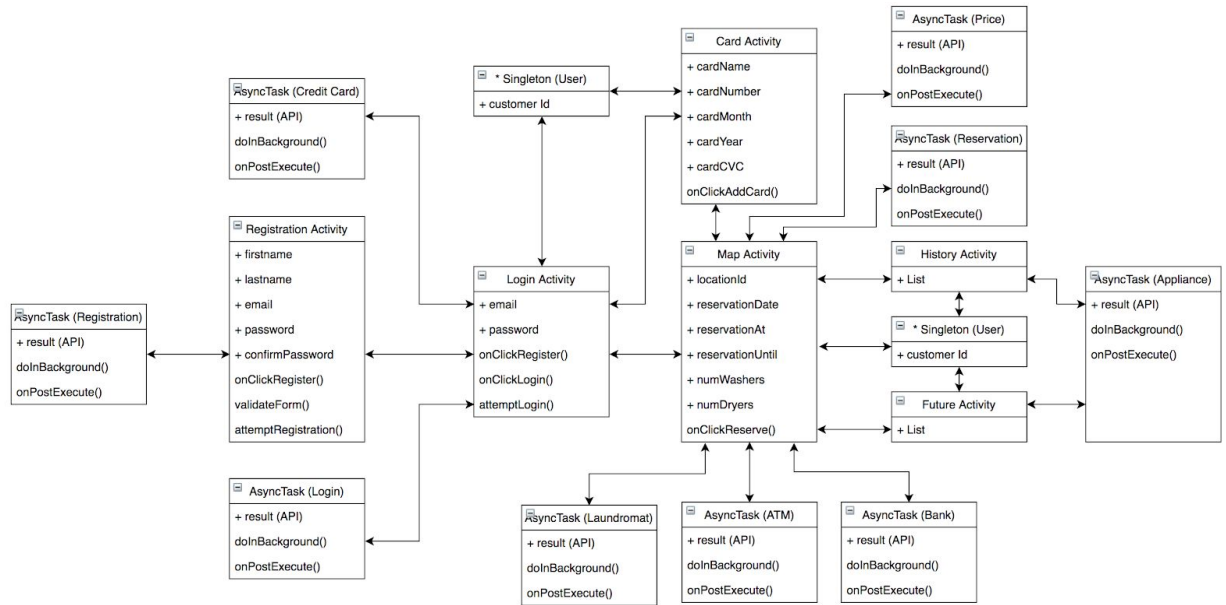 AsyncTask (Price)
+ result (API)
doInBackground()
onPostExecute()
Card Activity
+ cardName
+ cardNumber
+ cardMonth
+ cardYear
+ cardCVC
onClickAddCard()
* Singleton (User)
+ customer Id
AsyncTask (Credit Card)
+ result (API)
doInBackground()
onPostExecute()
AsyncTask (Reservation)
+ result (API)
doInBackground()
onPostExecute()
Registration Activity
+ firstname
+ lastname
+ email
+ password
+ confirmPassword
onClickRegister()
validateForm()
attemptRegistration()
Login Activity
+ email
+ password
onClickRegister()
onClickLogin()
attemptLogin()
Map Activity
+ locationId
+ reservationDate
+ reservationAt
+ reservationUntil
+ numWashers
+ numDryers
onClickReserve()
History Activity
+ List
AsyncTask (Appliance)
+ result (API)
doInBackground()
onPostExecute()
AsyncTask (Registration)
+ result (API)
doInBackground()
onPostExecute()
* Singleton (User)
+ customer Id
Future Activity
+ List
AsyncTask (Login)
+ result (API)
doInBackground()
onPostExecute()
AsyncTask (Laundromat)
+ result (API)
doInBackground()
onPostExecute()
AsyncTask (ATM)
+ result (API)
doInBackground()
onPostExecute()
AsyncTask (Bank)
+ result (API)
doInBackground()
onPostExecute()